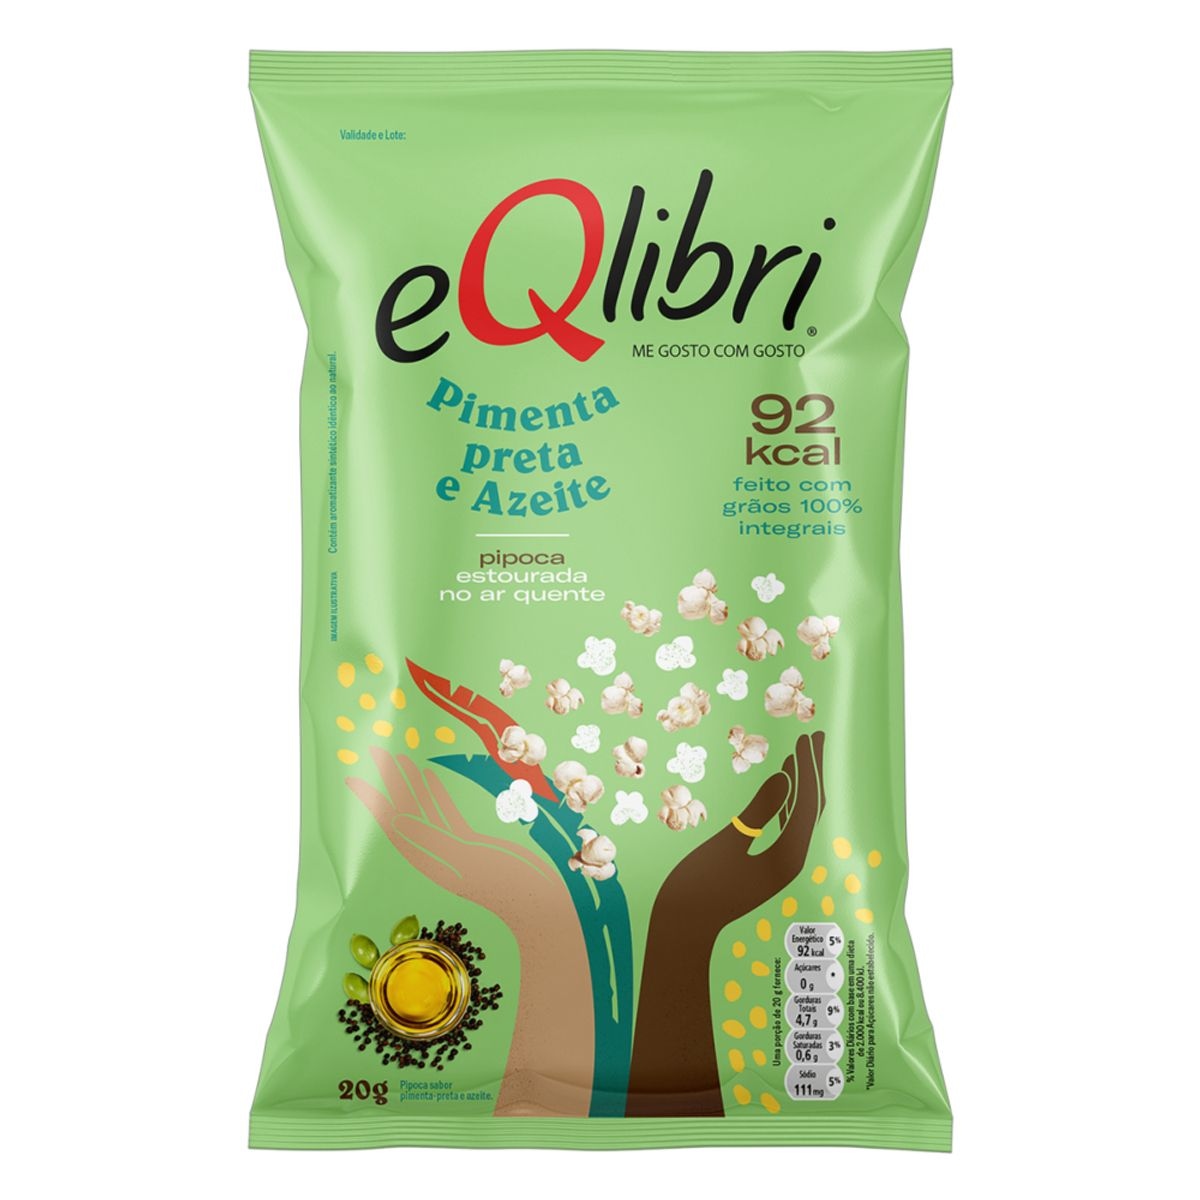 Validade e Lote:
eQlibri®
ME GOSTO COM GOSTO
Pimenta
preta
e Azeite
92
kcal
feito com
grãos 100%
integrais
pipoca
estourada
no ar quente
IMAGEM ILUSTRATIVA
Contém aromatizante sintético idêntico ao natural.
20g
Pipoca sabor
pimenta-preta e azeite.
Uma porção de 20 g fornece:
Valor
Energético
92 kcal
5%
Açúcares
0 g
*
Gorduras
Totais
4,7 g
9%
Gorduras
Saturadas
0,6 g
3%
Sódio
111 mg
5%
% Valores Diários com base em uma dieta
de 2.000 kcal ou 8.400 kJ.
*Valor Diário para Açúcares não estabelecido.